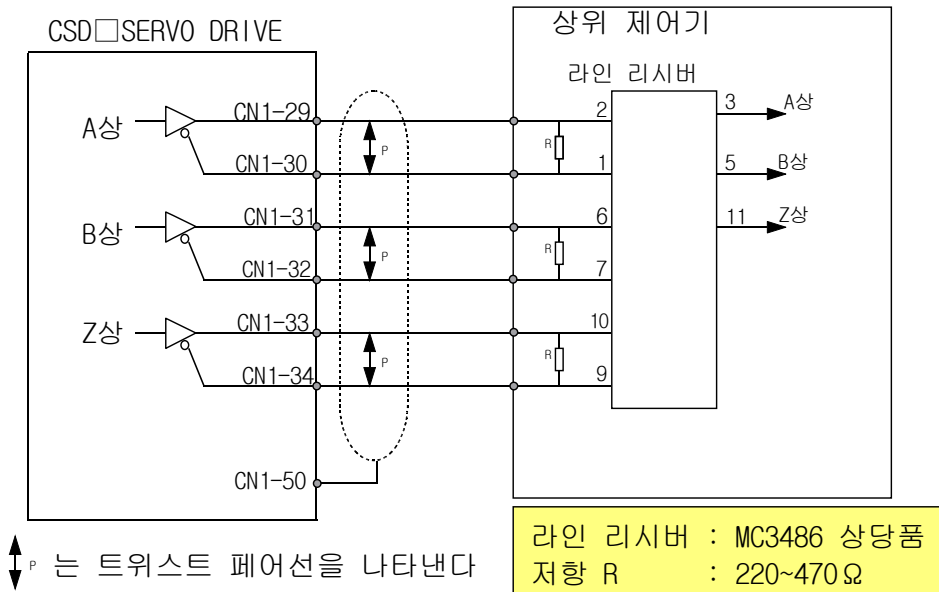 CSD□SERVO DRIVE
상위 제어기
라인 리시버
A상
CN1-29
P
2
R
3
A상
CN1-30
1
5
B상
B상
CN1-31
P
6
R
11
Z상
CN1-32
7
Z상
CN1-33
P
10
R
CN1-34
9
CN1-50
P 는 트위스트 페어선을 나타낸다
라인 리시버 : MC3486 상당품
저항 R : 220~470Ω